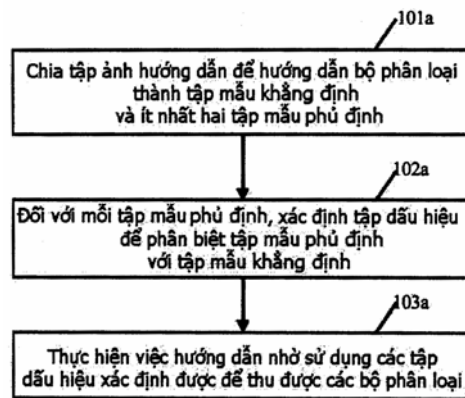 101a
Chia tập ảnh hướng dẫn để hướng dẫn bộ phân loại
thành tập mẫu khẳng định
và ít nhất hai tập mẫu phủ định
102a
Đối với mỗi tập mẫu phủ định, xác định tập dấu hiệu
để phân biệt tập mẫu phủ định
với tập mẫu khẳng định
103a
Thực hiện việc hướng dẫn nhờ sử dụng các tập
dấu hiệu xác định được để thu được các bộ phân loại